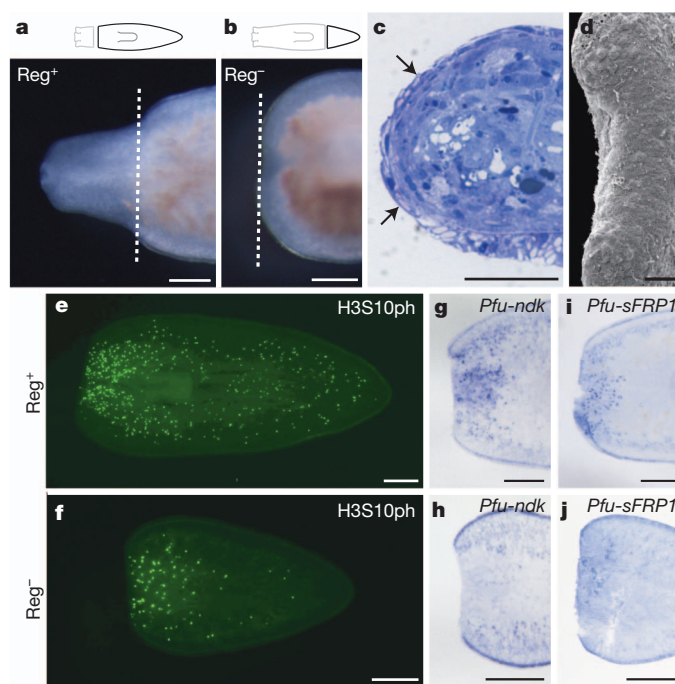 a
b
c
d
Reg+
Reg−
e
H3S10ph
g
Pfu-ndk
i
Pfu-sFRP1
Reg+
f
H3S10ph
h
Pfu-ndk
j
Pfu-sFRP1
Reg−